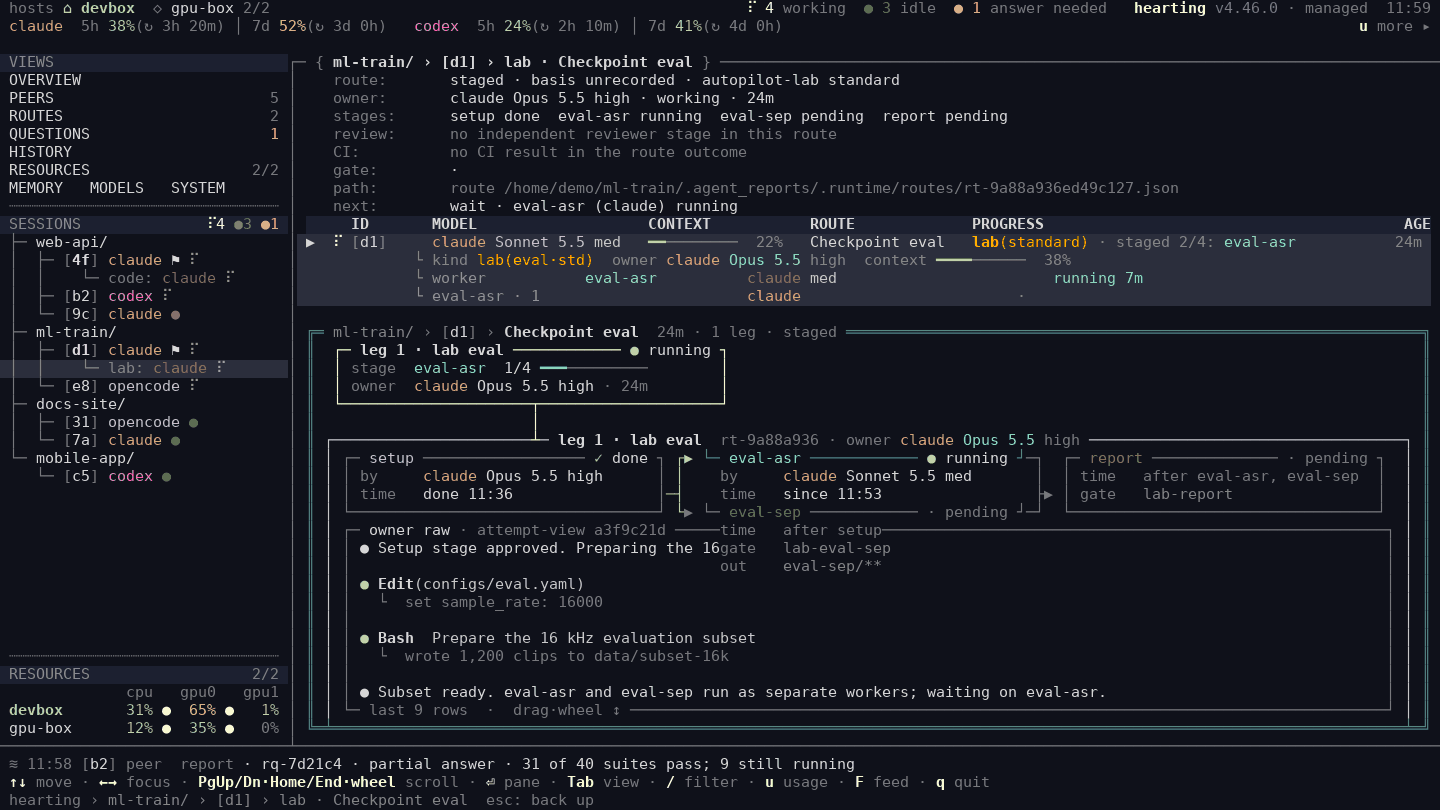 hosts ⌂ devbox ◇ gpu-box 2/2 ⠏ 4 working ● 3 idle ● 1 answer needed hearting v4.46.0 · managed 11:59
claude 5h 38%(↻ 3h 20m) │ 7d 52%(↻ 3d 0h) codex 5h 24%(↻ 2h 10m) │ 7d 41%(↻ 4d 0h) u more ▸
VIEWS
OVERVIEW
PEERS 5
ROUTES 2
QUESTIONS 1
HISTORY
RESOURCES 2/2
MEMORY MODELS SYSTEM
SESSIONS ⠏4 ●3 ●1
web-api/
[4f] claude ⚑ ⠏
code: claude ⠏
[b2] codex ⠏
[9c] claude ●
ml-train/
[d1] claude ⚑ ⠏
lab: claude ⠏
[e8] opencode ⠏
docs-site/
[31] opencode ●
[7a] claude ●
mobile-app/
[c5] codex ●
RESOURCES 2/2
cpu gpu0 gpu1
devbox 31% ● 65% ● 1%
gpu-box 12% ● 35% ● 0%
{ ml-train/ › [d1] › lab · Checkpoint eval }
route: staged · basis unrecorded · autopilot-lab standard
owner: claude Opus 5.5 high · working · 24m
stages: setup done eval-asr running eval-sep pending report pending
review: no independent reviewer stage in this route
CI: no CI result in the route outcome
gate: ·
path: route /home/demo/ml-train/.agent_reports/.runtime/routes/rt-9a88a936ed49c127.json
next: wait · eval-asr (claude) running
ID MODEL CONTEXT ROUTE PROGRESS AGE
▶ ⠏ [d1] claude Sonnet 5.5 med 22% Checkpoint eval lab(standard) · staged 2/4: eval-asr 24m
└ kind lab(eval·std) owner claude Opus 5.5 high context 38%
└ worker eval-asr claude med running 7m
└ eval-asr · 1 claude ·
ml-train/ › [d1] › Checkpoint eval 24m · 1 leg · staged
leg 1 · lab eval ● running
stage eval-asr 1/4
owner claude Opus 5.5 high · 24m
leg 1 · lab eval rt-9a88a936 · owner claude Opus 5.5 high
setup ✓ done ▶ eval-asr ● running report · pending
by claude Opus 5.5 high by claude Sonnet 5.5 med time after eval-asr, eval-sep
time done 11:36 time since 11:53 ▶ gate lab-report
▶ eval-sep · pending
owner raw · attempt-view a3f9c21d time after setup
● Setup stage approved. Preparing the 16gate lab-eval-sep
out eval-sep/**
● Edit(configs/eval.yaml)
└ set sample_rate: 16000
● Bash Prepare the 16 kHz evaluation subset
└ wrote 1,200 clips to data/subset-16k
● Subset ready. eval-asr and eval-sep run as separate workers; waiting on eval-asr.
last 9 rows · drag·wheel ↕
≋ 11:58 [b2] peer report · rq-7d21c4 · partial answer · 31 of 40 suites pass; 9 still running
↑↓ move · ←→ focus · PgUp/Dn·Home/End·wheel scroll · ⏎ pane · Tab view · / filter · u usage · F feed · q quit
hearting › ml-train/ › [d1] › lab · Checkpoint eval esc: back up